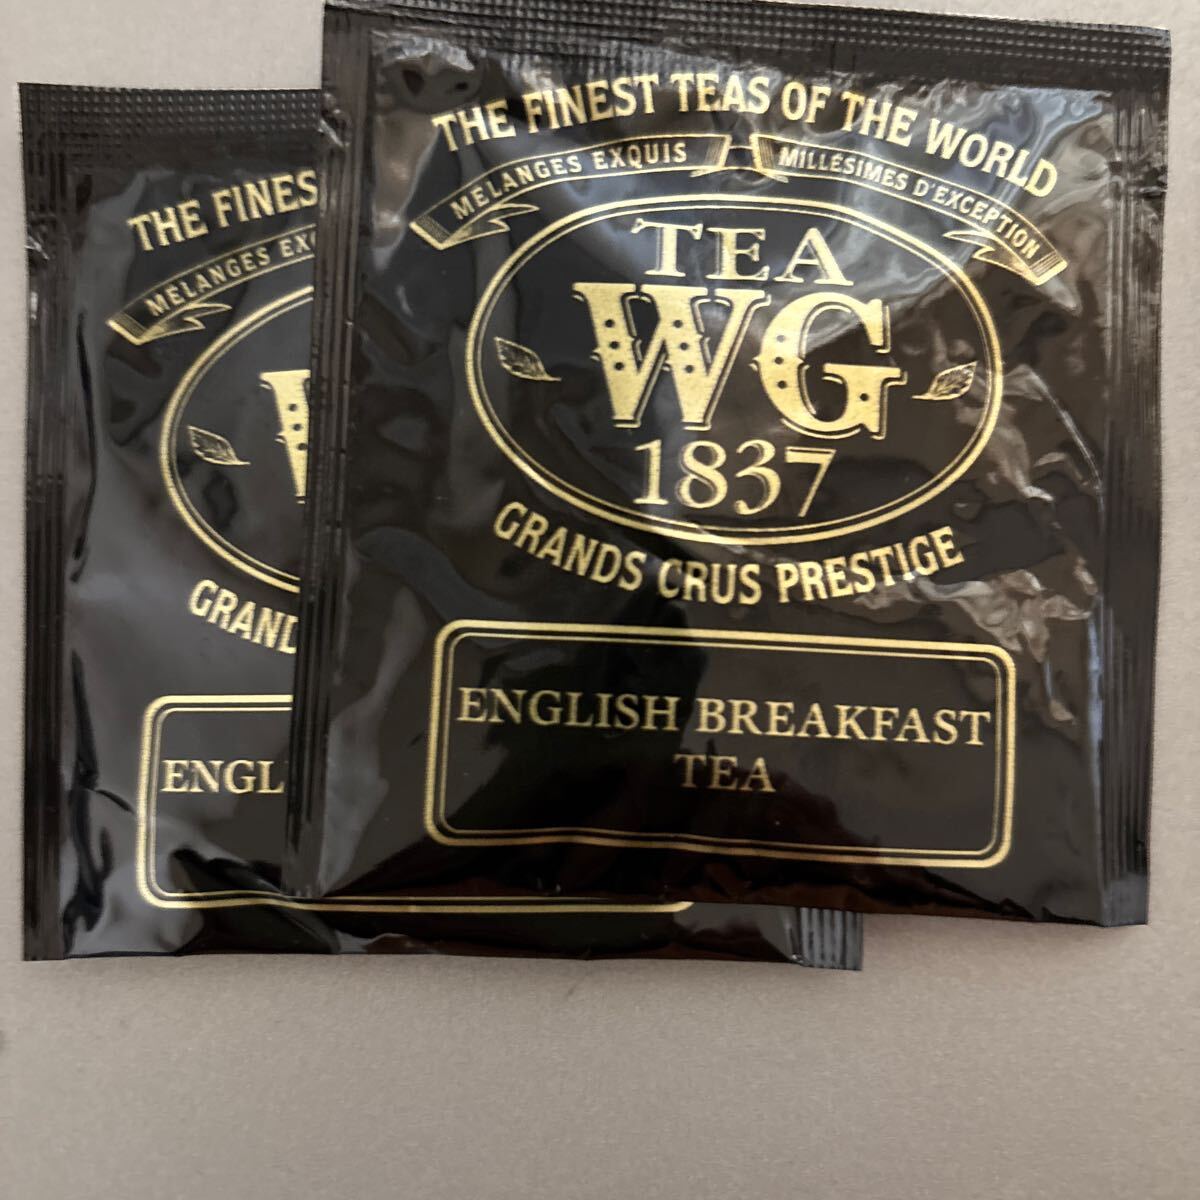 THE FINEST TEAS OF THE WORLD
MÉLANGES EXQUIS MILLÉSIMES D'EXCEPTION
TEA
WG
1837
GRANDS CRUS PRESTIGE
ENGLISH BREAKFAST
TEA
THE FINES
MÉLANGES EX
GRAND
ENGL